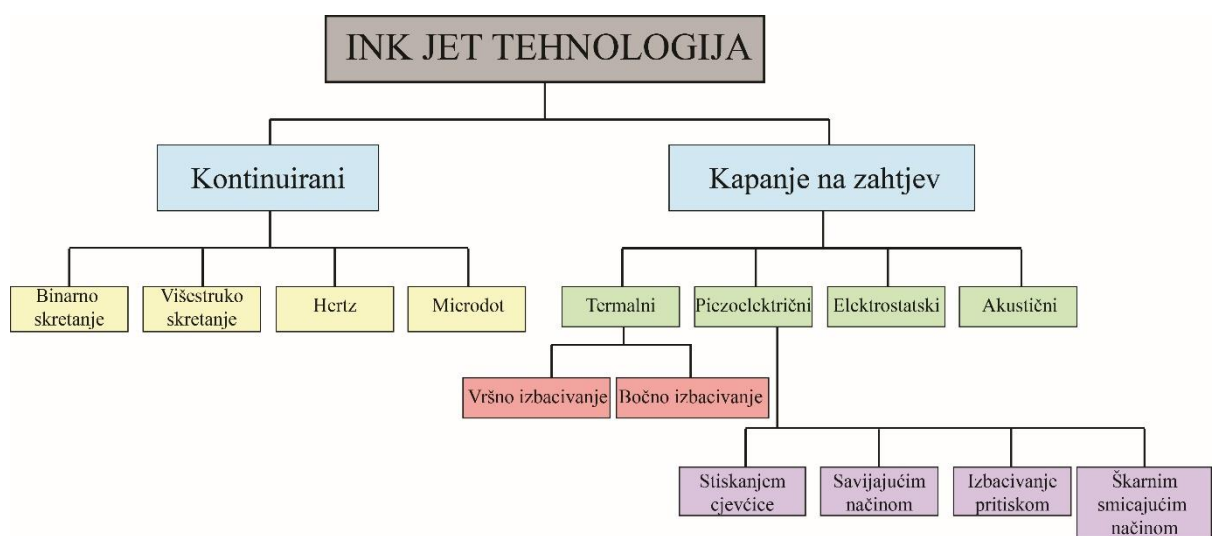 INK JET TEHNOLOGIJA
Kontinuirani
Kapanje na zahtjev
Binarno
skretanje
Višestruko
skretanje
Hertz
Microdot
Termalni
Piezoelektrični
Elektrostatski
Akustični
Vršno izbacivanje
Bočno izbacivanje
Stiskanjem
cjevčice
Savijajućim
načinom
Izbacivanje
pritiskom
Škarnim
smicajućim
načinom